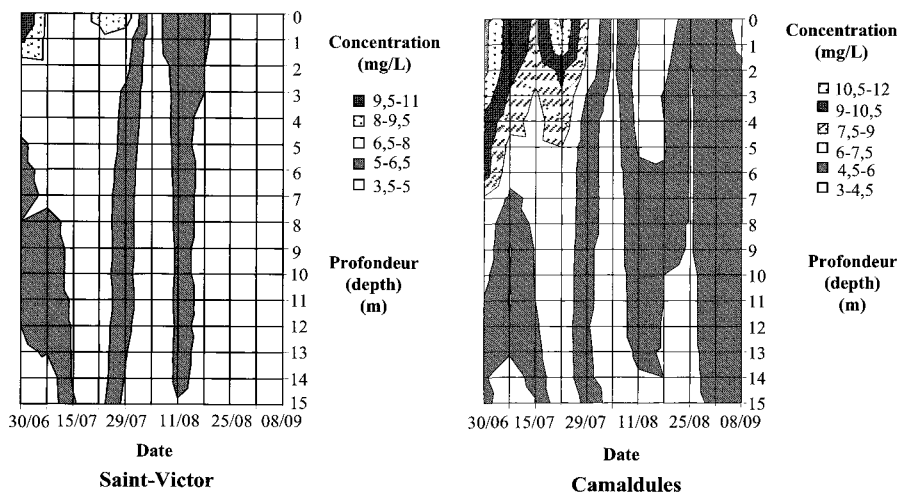 0
1
2
3
4
5
6
7
8
9
10
11
12
13
14
15
30/06 15/07 29/07 11/08 25/08 08/09
Date
Saint-Victor
Concentration
(mg/L)
9,5-11
8-9,5
6,5-8
5-6,5
3,5-5
Profondeur
(depth)
(m)
0
1
2
3
4
5
6
7
8
9
10
11
12
13
14
15
30/06 15/07 29/07 11/08 25/08 08/09
Date
Camaldules
Concentration
(mg/L)
10,5-12
9-10,5
7,5-9
6-7,5
4,5-6
3-4,5
Profondeur
(depth)
(m)